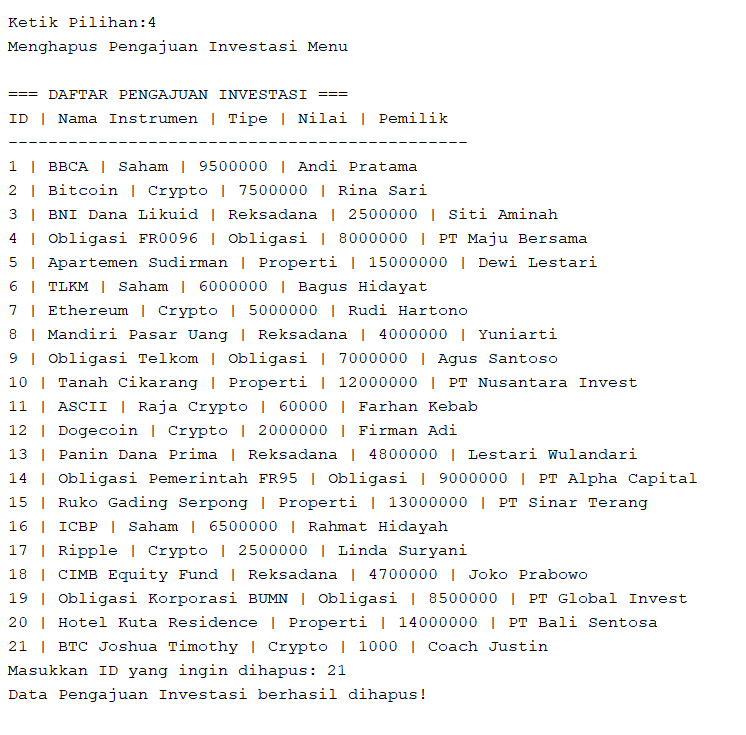 Ketik Pilihan:4
Menghapus Pengajuan Investasi Menu

=== DAFTAR PENGAJUAN INVESTASI ===
ID | Nama Instrumen | Tipe | Nilai | Pemilik
----------------------------------------------
1 | BBCA | Saham | 9500000 | Andi Pratama
2 | Bitcoin | Crypto | 7500000 | Rina Sari
3 | BNI Dana Likuid | Reksadana | 2500000 | Siti Aminah
4 | Obligasi FR0096 | Obligasi | 8000000 | PT Maju Bersama
5 | Apartemen Sudirman | Properti | 15000000 | Dewi Lestari
6 | TLKM | Saham | 6000000 | Bagus Hidayat
7 | Ethereum | Crypto | 5000000 | Rudi Hartono
8 | Mandiri Pasar Uang | Reksadana | 4000000 | Yuniarti
9 | Obligasi Telkom | Obligasi | 7000000 | Agus Santoso
10 | Tanah Cikarang | Properti | 12000000 | PT Nusantara Invest
11 | ASCII | Raja Crypto | 60000 | Farhan Kebab
12 | Dogecoin | Crypto | 2000000 | Firman Adi
13 | Panin Dana Prima | Reksadana | 4800000 | Lestari Wulandari
14 | Obligasi Pemerintah FR95 | Obligasi | 9000000 | PT Alpha Capital
15 | Ruko Gading Serpong | Properti | 13000000 | PT Sinar Terang
16 | ICBP | Saham | 6500000 | Rahmat Hidayah
17 | Ripple | Crypto | 2500000 | Linda Suryani
18 | CIMB Equity Fund | Reksadana | 4700000 | Joko Prabowo
19 | Obligasi Korporasi BUMN | Obligasi | 8500000 | PT Global Invest
20 | Hotel Kuta Residence | Properti | 14000000 | PT Bali Sentosa
21 | BTC Joshua Timothy | Crypto | 1000 | Coach Justin
Masukkan ID yang ingin dihapus: 21
Data Pengajuan Investasi berhasil dihapus!